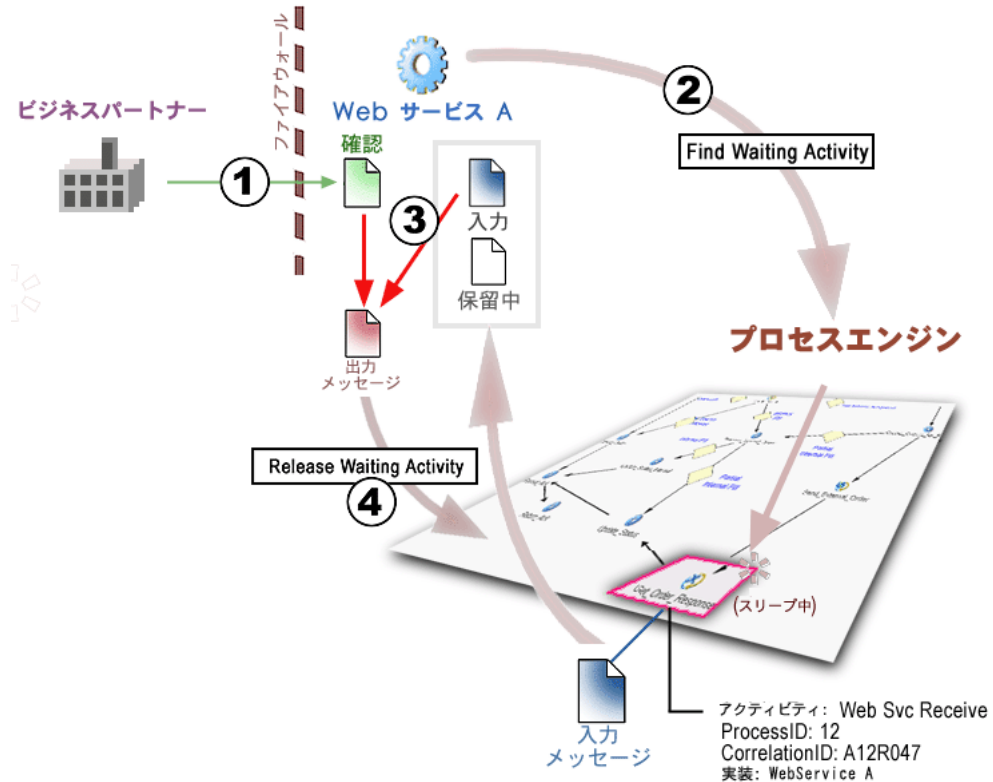 ファイアウォール
ビジネスパートナー
Web サービス A
2
確認
Find Waiting Activity
1
3
入力
保留中
プロセスエンジン
出力
メッセージ
Release Waiting Activity
4
Send_External_Order
Update_Status
Get_Order_Response
(スリープ中)
入力
メッセージ
アクティビティ: Web Svc Receive
ProcessID: 12
CorrelationID: A12R047
実装: WebService A